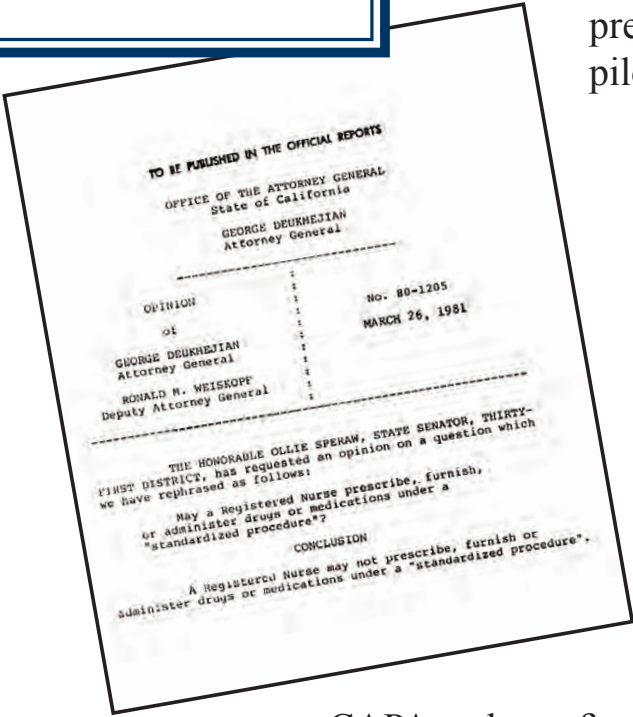 pre
TO BE PUBLISHED IN THE OFFICIAL REPORTS
OFFICE OF THE ATTORNEY GENERAL
State of California
GEORGE DEUKMEJIAN
Attorney General
OPINION
of
GEORGE DEUKMEJIAN
Attorney General
RONALD M. WEISKOPF
Deputy Attorney General
No. 80-1205
MARCH 26, 1981
THE HONORABLE OLLIE SPERAW, STATE SENATOR, THIRTY-
FIRST DISTRICT, has requested an opinion on a question which
we have rephrased as follows:
May a Registered Nurse prescribe, furnish,
or administer drugs or medications under a
"standardized procedure"?
CONCLUSION
A Registered Nurse may not prescribe, furnish or
administer drugs or medications under a "standardized procedure".